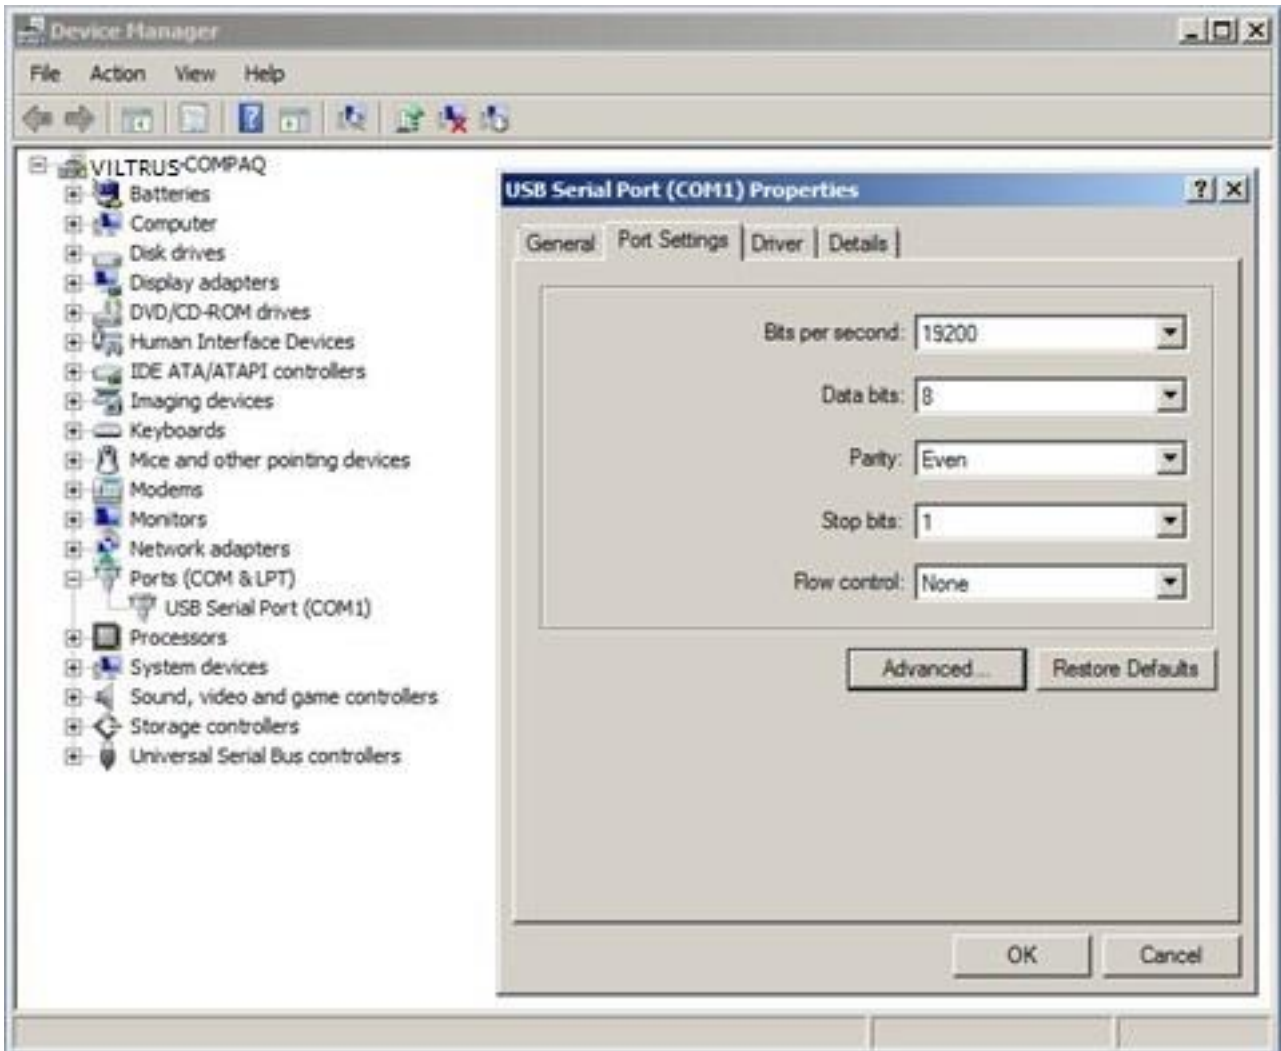 Device Manager
File Action View Help
VILTRUS-COMPAQ
Batteries
Computer
Disk drives
Display adapters
DVD/CD-ROM drives
Human Interface Devices
IDE ATA/ATAPI controllers
Imaging devices
Keyboards
Mice and other pointing devices
Modems
Monitors
Network adapters
Ports (COM & LPT)
USB Serial Port (COM1)
Processors
System devices
Sound, video and game controllers
Storage controllers
Universal Serial Bus controllers
USB Serial Port (COM1) Properties
General Port Settings Driver Details
Bits per second: 19200
Data bits: 8
Parity: Even
Stop bits: 1
Flow control: None
Advanced... Restore Defaults
OK Cancel